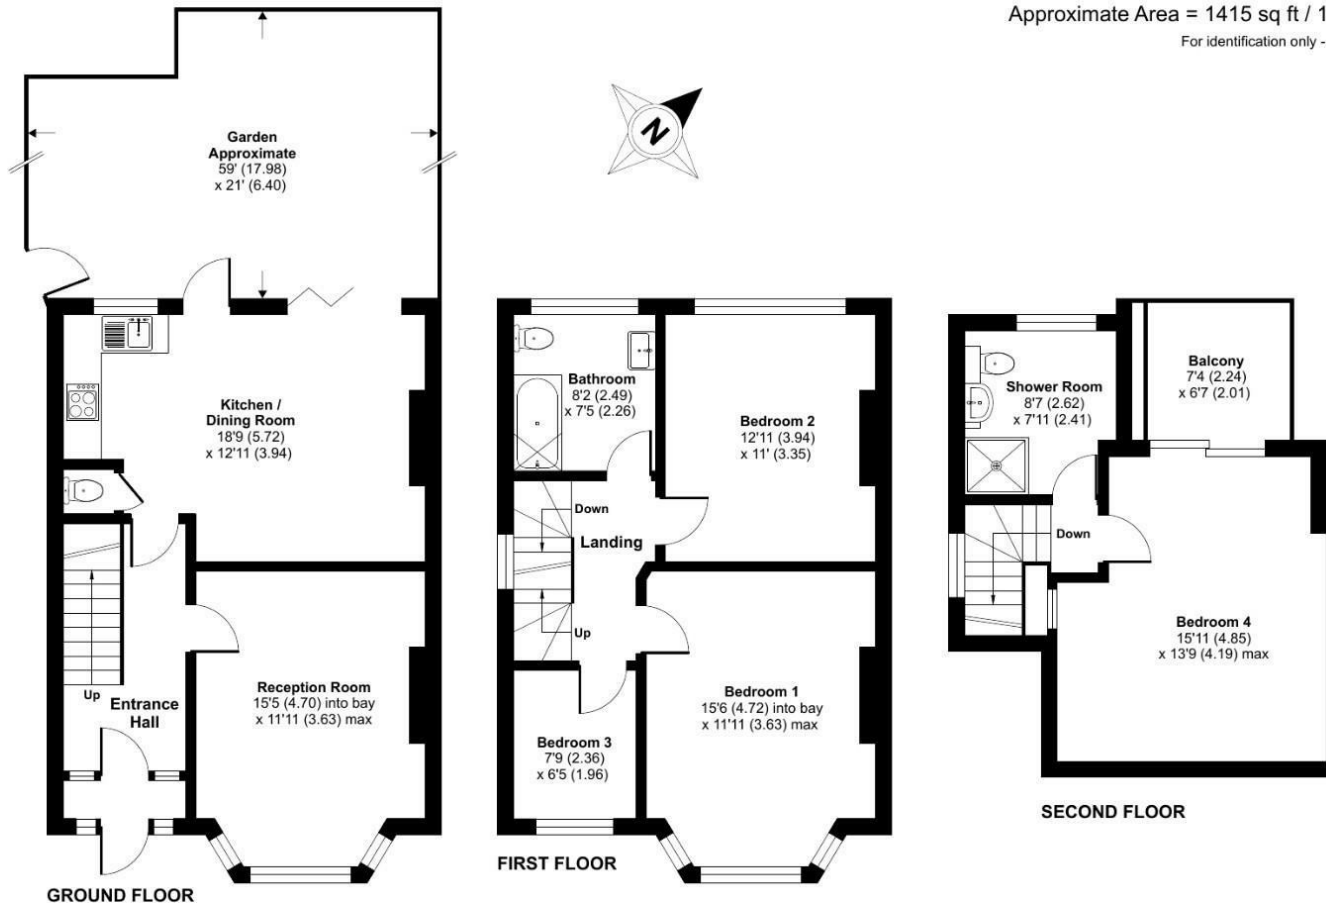 Approximate Area = 1415 sq ft / 1
For identification only -
N
Garden
Approximate
59' (17.98)
x 21' (6.40)
Kitchen /
Dining Room
18'9 (5.72)
x 12'11 (3.94)
Up
Entrance
Hall
Reception Room
15'5 (4.70) into bay
x 11'11 (3.63) max
GROUND FLOOR
Bathroom
8'2 (2.49)
x 7'5 (2.26)
Bedroom 2
12'11 (3.94)
x 11' (3.35)
Down
Landing
Up
Bedroom 3
7'9 (2.36)
x 6'5 (1.96)
Bedroom 1
15'6 (4.72) into bay
x 11'11 (3.63) max
FIRST FLOOR
Balcony
7'4 (2.24)
x 6'7 (2.01)
Shower Room
8'7 (2.62)
x 7'11 (2.41)
Down
Bedroom 4
15'11 (4.85)
x 13'9 (4.19) max
SECOND FLOOR